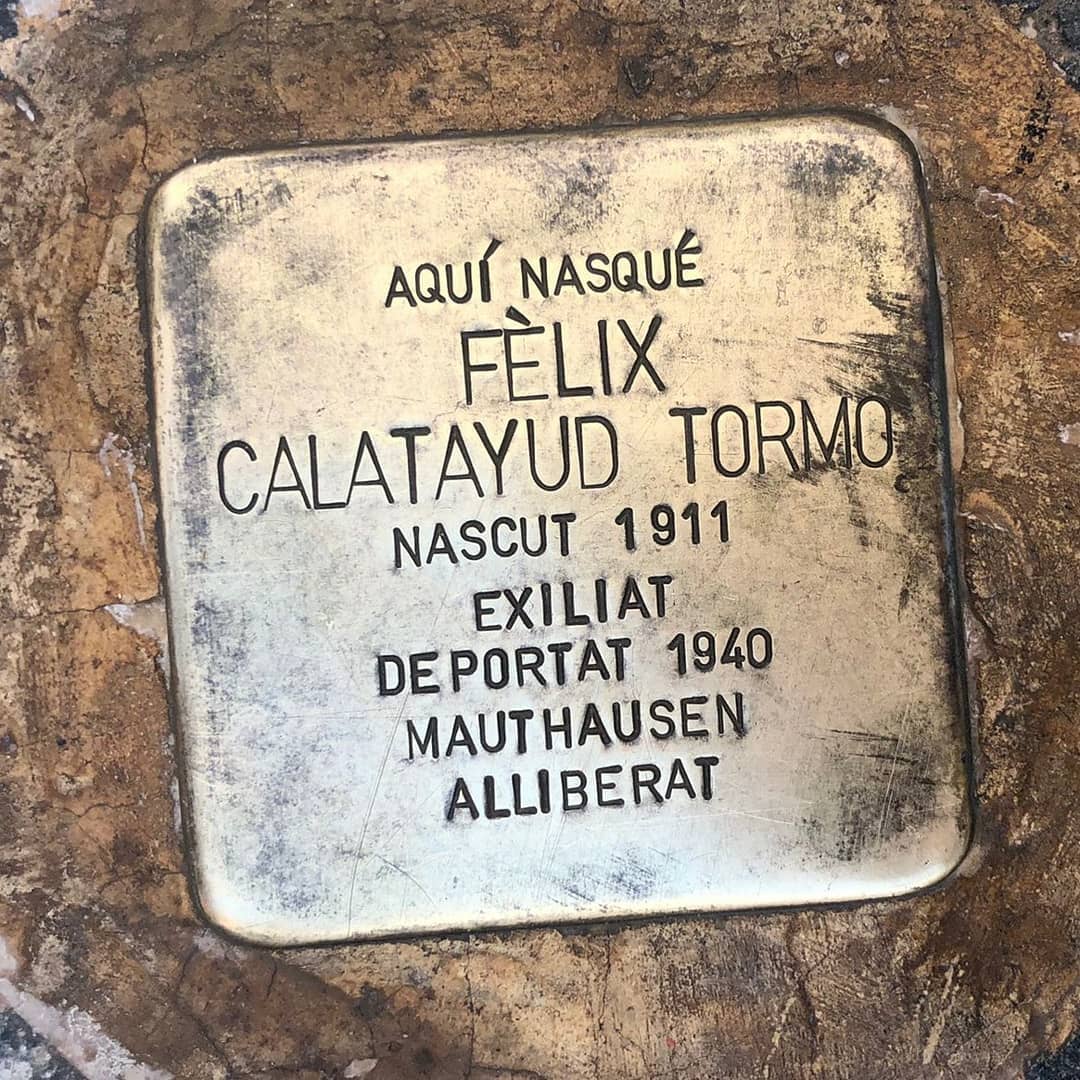 AQUÍ NASQUÉ
FÈLIX
CALATAYUD TORMO
NASCUT 1911
EXILIAT
DEPORTAT 1940
MAUTHAUSEN
ALLIBERAT